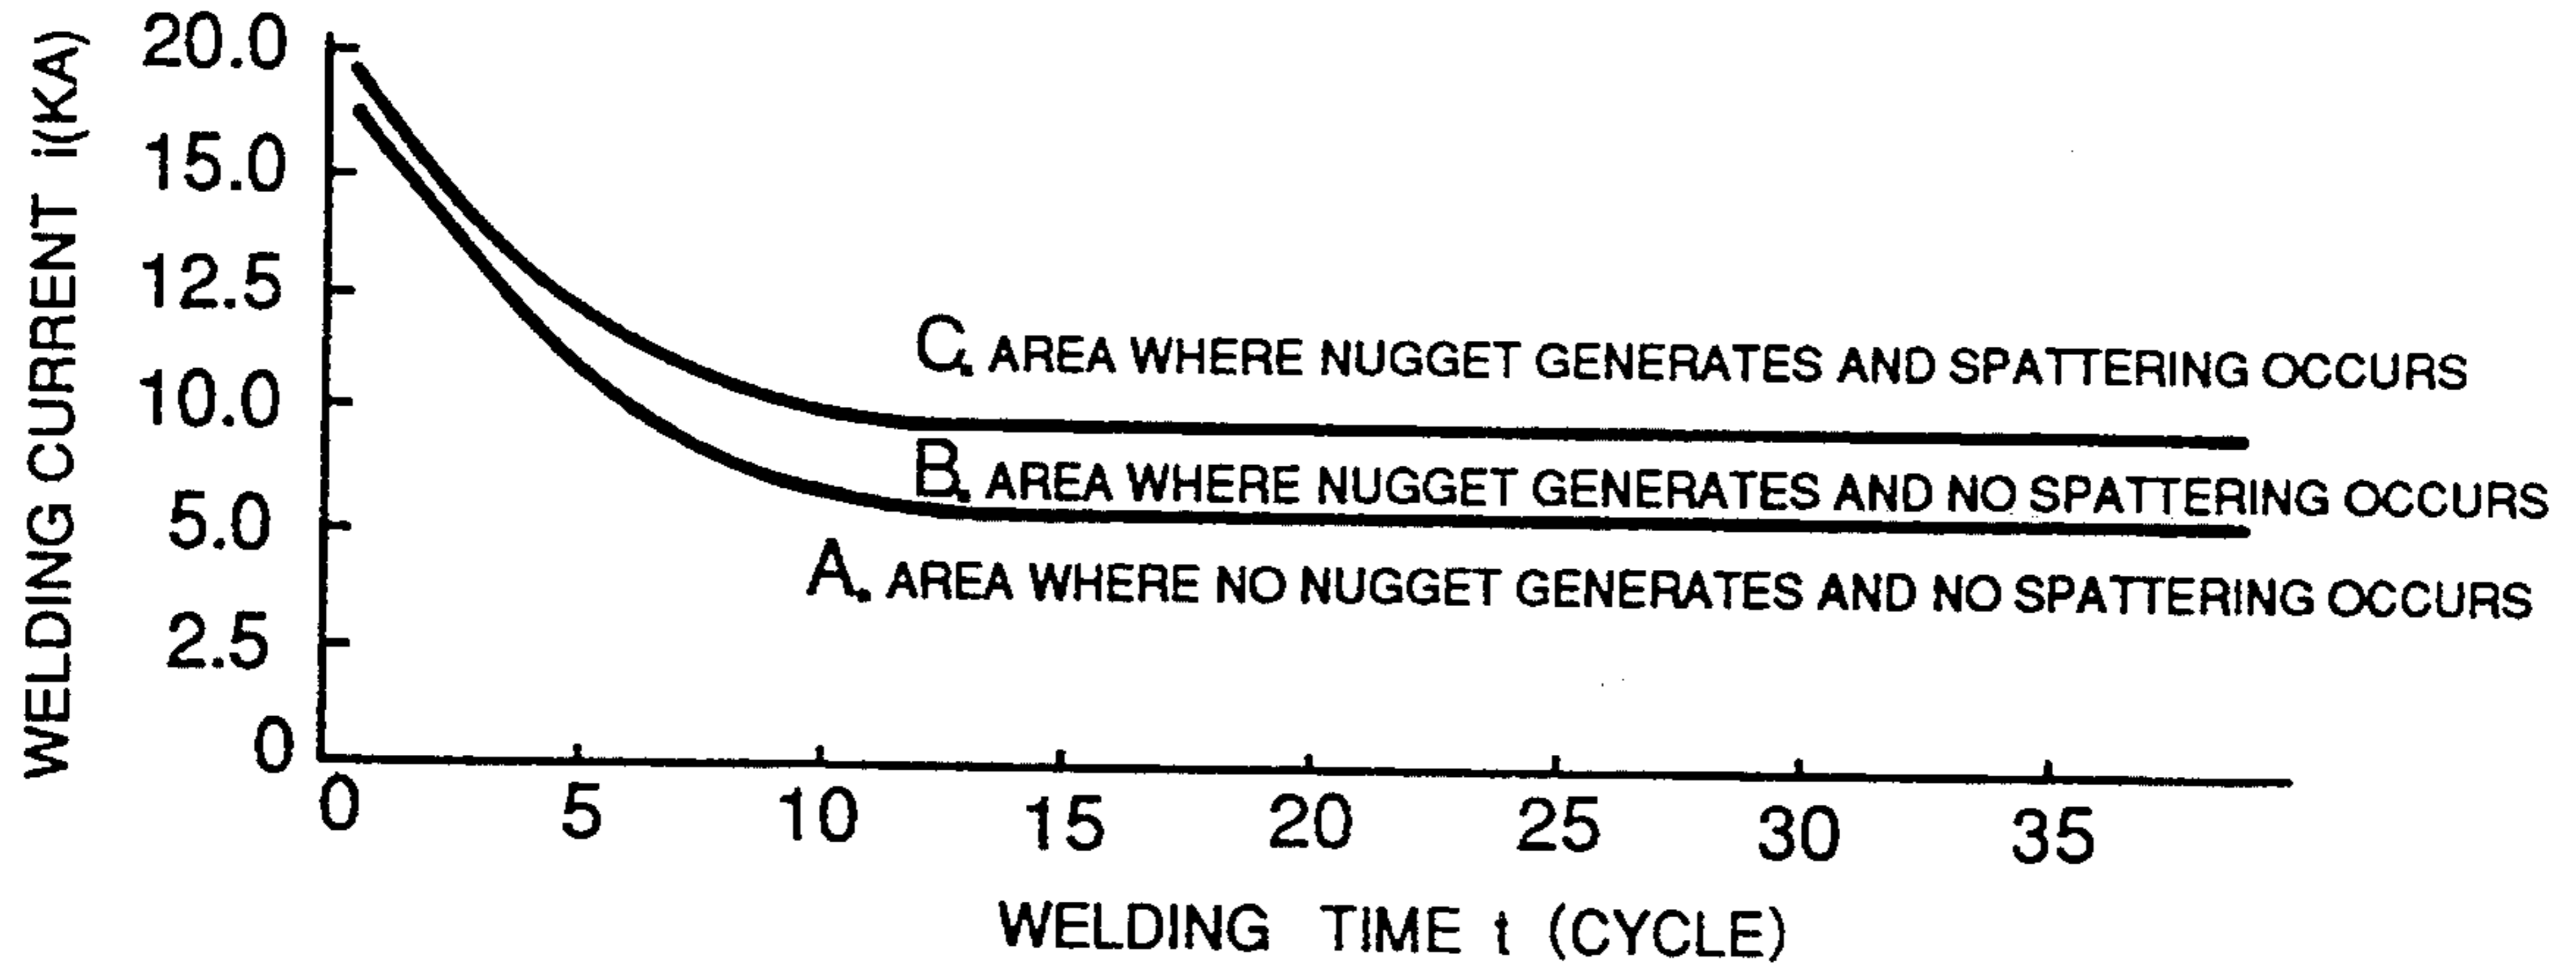 WELDING CURRENT i(KA)
20.0
15.0
12.5
10.0
5.0
2.5
0
C. AREA WHERE NUGGET GENERATES AND SPATTERING OCCURS
B. AREA WHERE NUGGET GENERATES AND NO SPATTERING OCCURS
A. AREA WHERE NO NUGGET GENERATES AND NO SPATTERING OCCURS
0 5 10 15 20 25 30 35
WELDING TIME t (CYCLE)